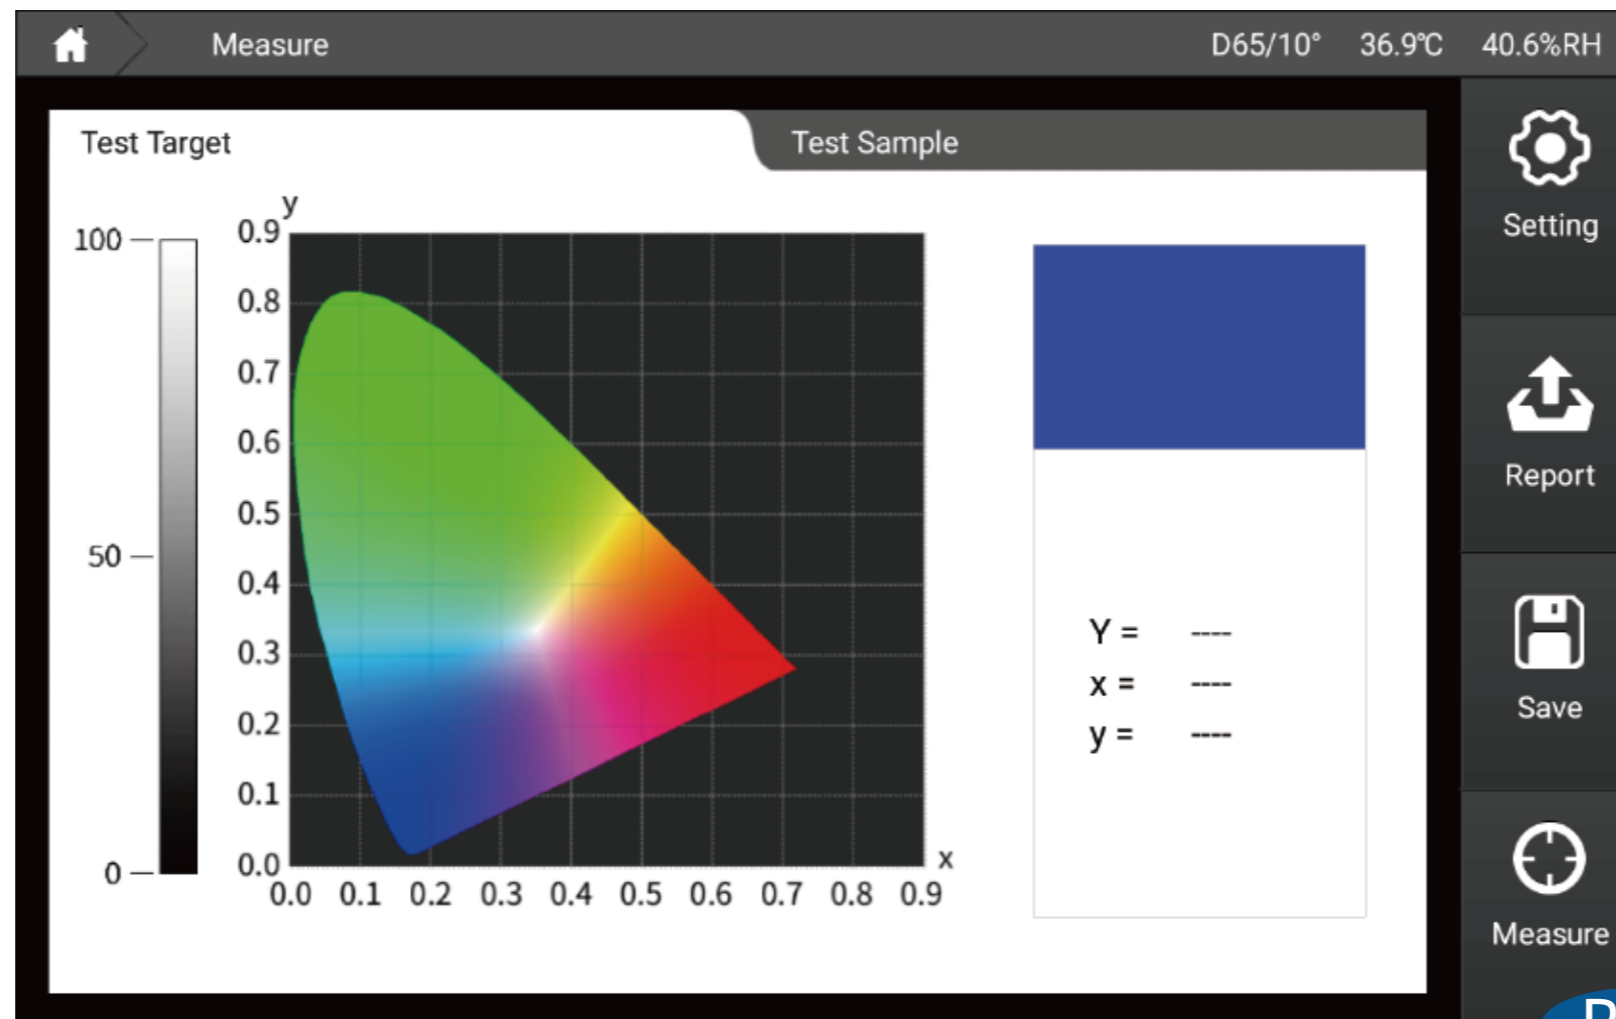 Measure
D65/10° 36.9℃ 40.6%RH
Test Target
Test Sample
100
50
0
y
0.9
0.8
0.7
0.6
0.5
0.4
0.3
0.2
0.1
0.0
x
0.0 0.1 0.2 0.3 0.4 0.5 0.6 0.7 0.8 0.9
Y = ----
x = ----
y = ----
Setting
Report
Save
Measure